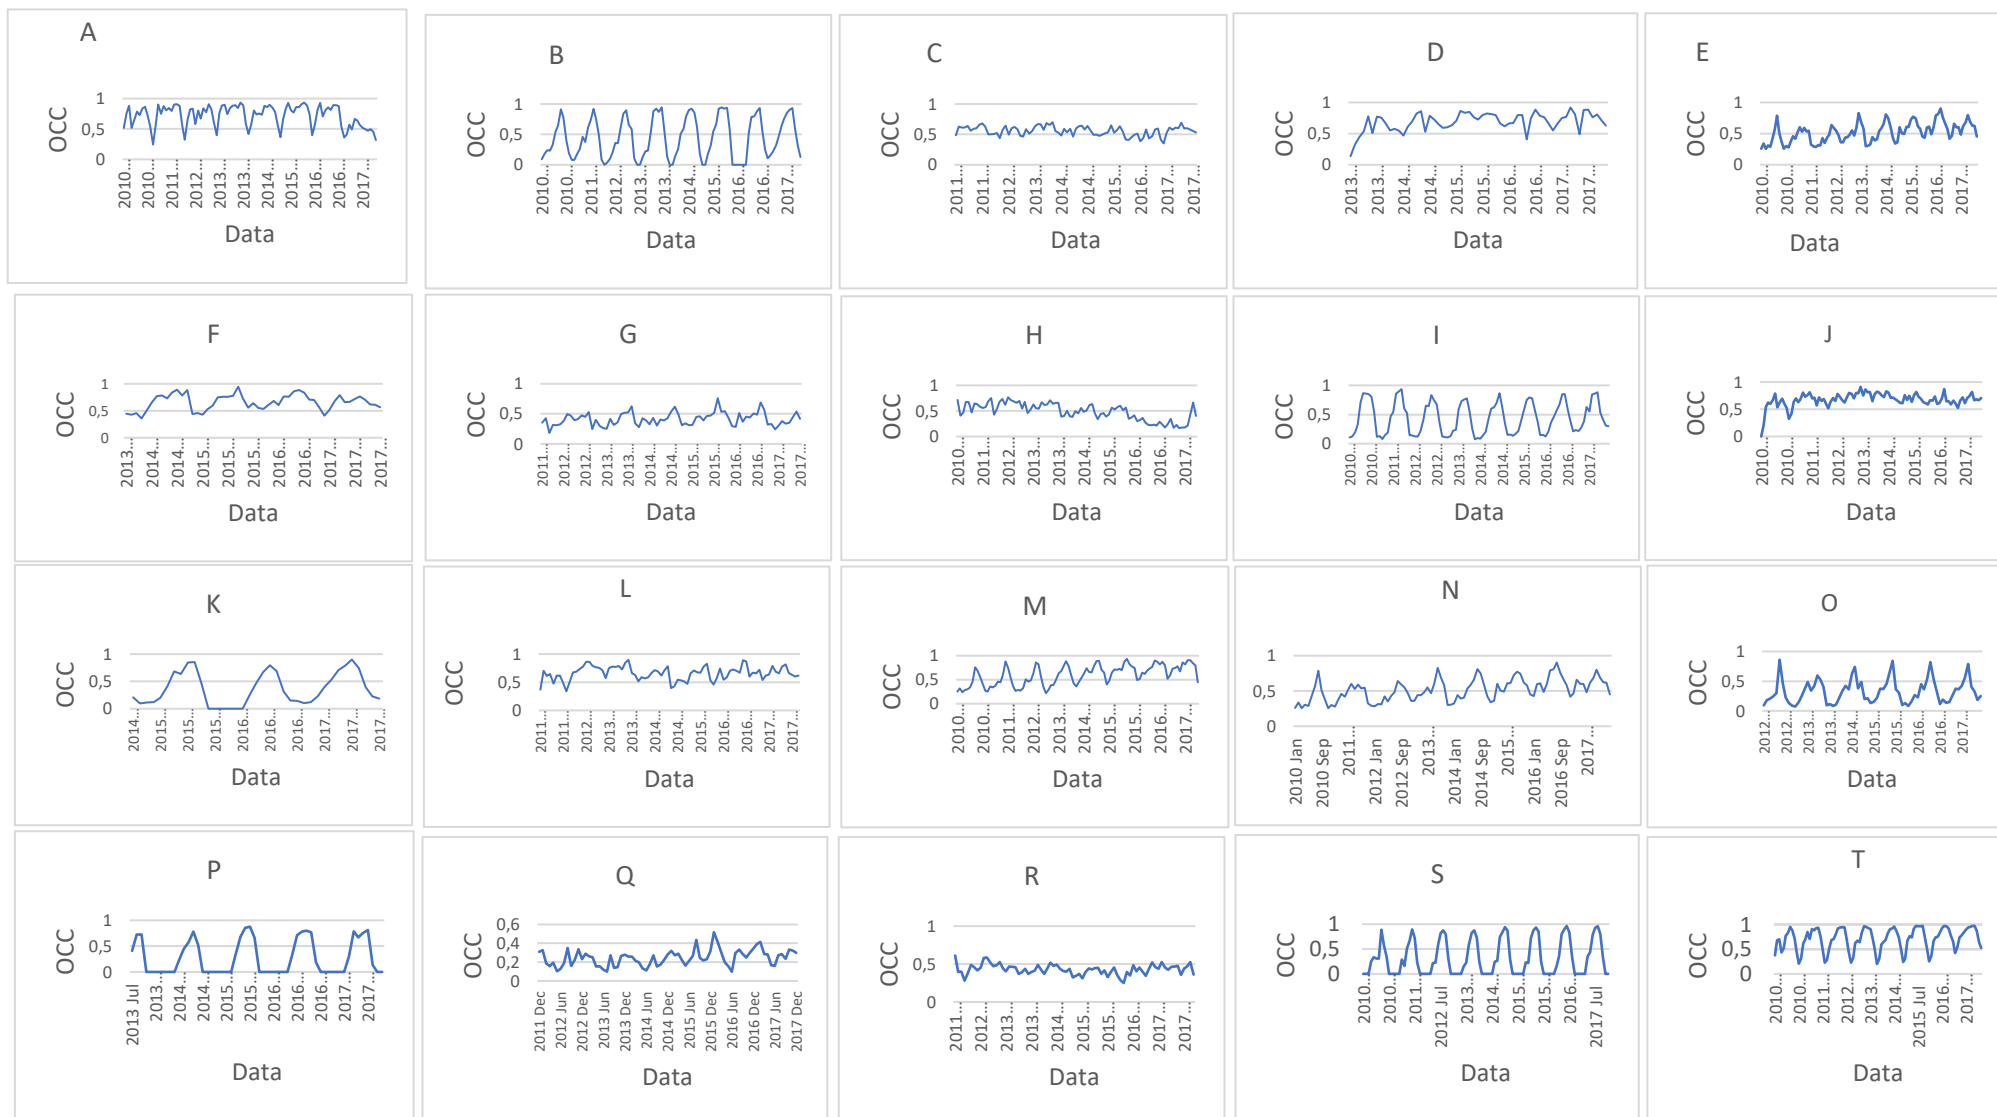 A
OCC
1
0,5
0
2010...
2010...
2011...
2012...
2013...
2013...
2014...
2015...
2016...
2016...
2017...
Data
B
OCC
1
0,5
0
2010...
2010...
2011...
2012...
2013...
2013...
2014...
2015...
2016...
2016...
2017...
Data
C
OCC
1
0,5
0
2011...
2011...
2012...
2013...
2013...
2014...
2014...
2015...
2016...
2016...
2017...
2017...
Data
D
OCC
1
0,5
0
2013...
2013...
2014...
2014...
2015...
2015...
2016...
2016...
2017...
2017...
Data
E
OCC
1
0,5
0
2010...
2010...
2011...
2012...
2013...
2014...
2015...
2016...
2017...
Data
F
OCC
1
0,5
0
2013...
2014...
2014...
2015...
2015...
2015...
2016...
2017...
2017...
2017...
Data
G
OCC
1
0,5
0
2011...
2012...
2012...
2013...
2013...
2014...
2014...
2015...
2015...
2016...
2016...
2017...
2017...
Data
H
OCC
1
0,5
0
2010...
2010...
2011...
2012...
2013...
2013...
2014...
2015...
2016...
2016...
2017...
Data
I
OCC
1
0,5
0
2010...
2010...
2011...
2012...
2012...
2013...
2014...
2014...
2015...
2016...
2016...
2017...
Data
J
OCC
1
0,5
0
2010...
2010...
2011...
2012...
2013...
2014...
2015...
2016...
2017...
Data
K
OCC
1
0,5
0
2014...
2015...
2015...
2015...
2016...
2016...
2016...
2017...
2017...
Data
L
OCC
1
0,5
0
2011...
2011...
2012...
2013...
2013...
2014...
2014...
2015...
2016...
2016...
2017...
2017...
Data
M
OCC
1
0,5
0
2010...
2010...
2011...
2012...
2013...
2013...
2014...
2015...
2016...
2016...
2017...
Data
N
1
0,5
0
2010 Jan
2010 Sep
2011...
2012 Jan
2012 Sep
2013...
2014 Jan
2014 Sep
2015...
2016 Jan
2016 Sep
2017...
Data
O
OCC
1
0,5
0
2012...
2012...
2013...
2013...
2014...
2015...
2015...
2016...
2016...
2017...
Data
P
OCC
1
0,5
0
2013 Jul
2013...
2014...
2014...
2015...
2015...
2016...
2016...
2017...
2017...
Data
Q
OCC
0,6
0,4
0,2
0
2011 Dec
2012 Jun
2012 Dec
2013 Jun
2013 Dec
2014 Jun
2014 Dec
2015 Jun
2015 Dec
2016 Jun
2016 Dec
2017 Jun
2017 Dec
Data
R
OCC
1
0,5
0
2011...
2012...
2013...
2013...
2014...
2015...
2015...
2016...
2017...
2017...
Data
S
OCC
1
0,5
0
2010...
2010...
2011...
2012 Jul
2013...
2014...
2015...
2015...
2016...
2017 Jul
Data
T
OCC
1
0,5
0
2010...
2010...
2011...
2012...
2013...
2014...
2015 Jul
2016...
2017...
Data